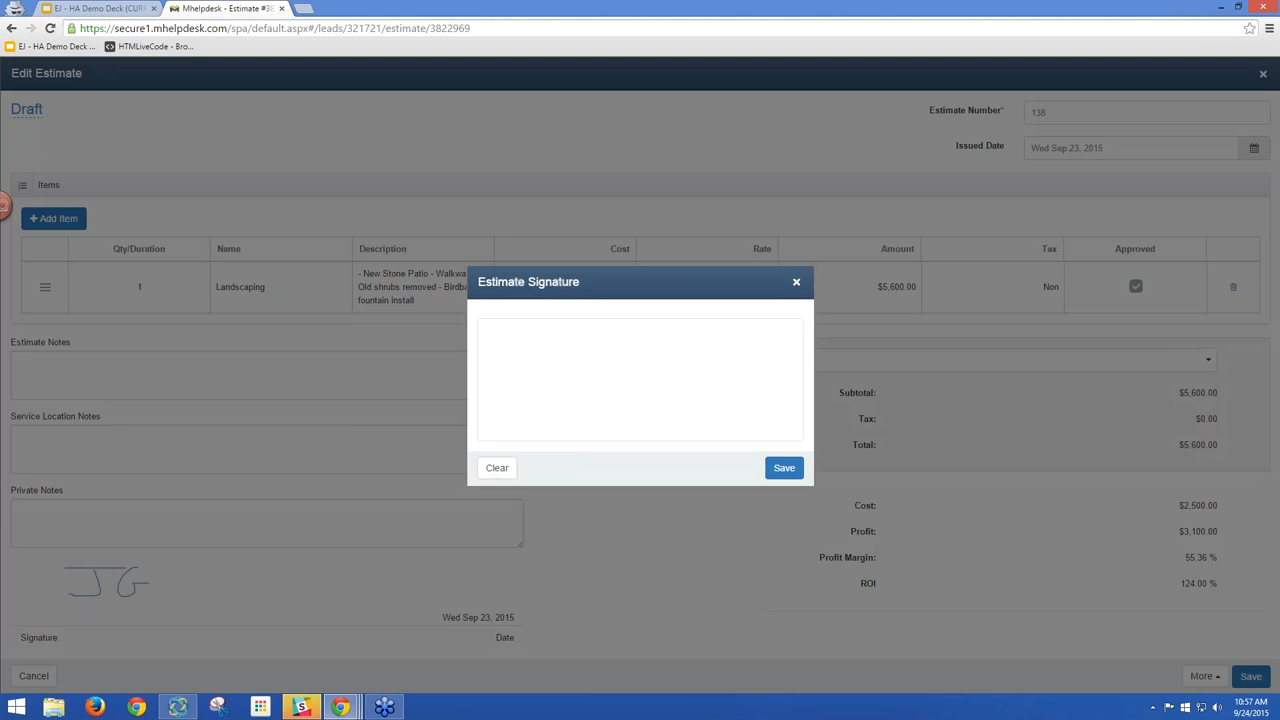 EJ - HA Demo Deck (CUR
Mhelpdesk - Estimate #38
https://secure1.mhelpdesk.com/spa/default.aspx#/leads/321721/estimate/3822969
EJ - HA Demo Deck ...
HTMLiveCode - Bro...
Edit Estimate
Draft
Estimate Number*
138
Issued Date
Wed Sep 23, 2015
Items
+ Add Item
Qty/Duration Name Description Cost Rate Amount Tax Approved
1 Landscaping
- New Stone Patio - Walkw
Old shrubs removed - Birdba
fountain install
$5,600.00 Non
Estimate Signature
Clear
Save
Estimate Notes
Service Location Notes
Private Notes
Subtotal: $5,600.00
Tax: $0.00
Total: $5,600.00
Cost: $2,500.00
Profit: $3,100.00
Profit Margin: 55.36 %
ROI 124.00 %
JG
Wed Sep 23, 2015
Signature Date
Cancel
More
Save
10:57 AM
9/24/2015